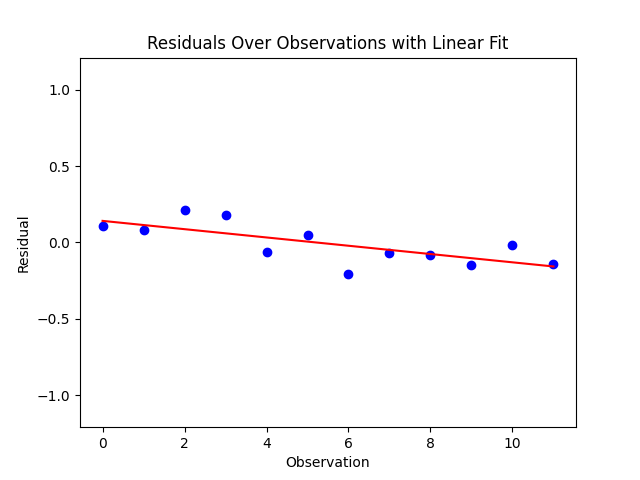 Residuals Over Observations with Linear Fit
1.0
0.5
0.0
−0.5
−1.0
Residual
0 2 4 6 8 10
Observation